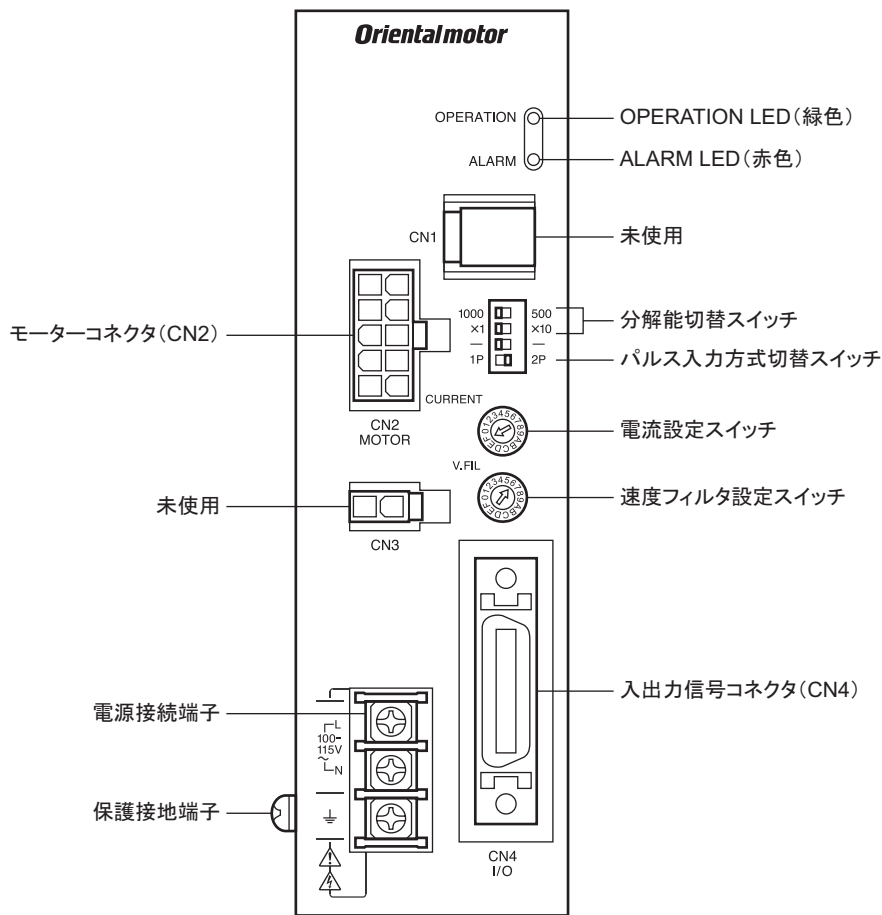 Orientalmotor
OPERATION
OPERATION LED（緑色）
ALARM
ALARM LED（赤色）
CN1
未使用
モーターコネクタ（CN2）
1000
500
×1
×10
—
—
1P
2P
分解能切替スイッチ
パルス入力方式切替スイッチ
CN2
MOTOR
CURRENT
0123456789ABCDEF
電流設定スイッチ
V.FIL
0123456789ABCDEF
速度フィルタ設定スイッチ
未使用
CN3
入出力信号コネクタ（CN4）
電源接続端子
L
100-
115V
~
N
保護接地端子
CN4
I/O